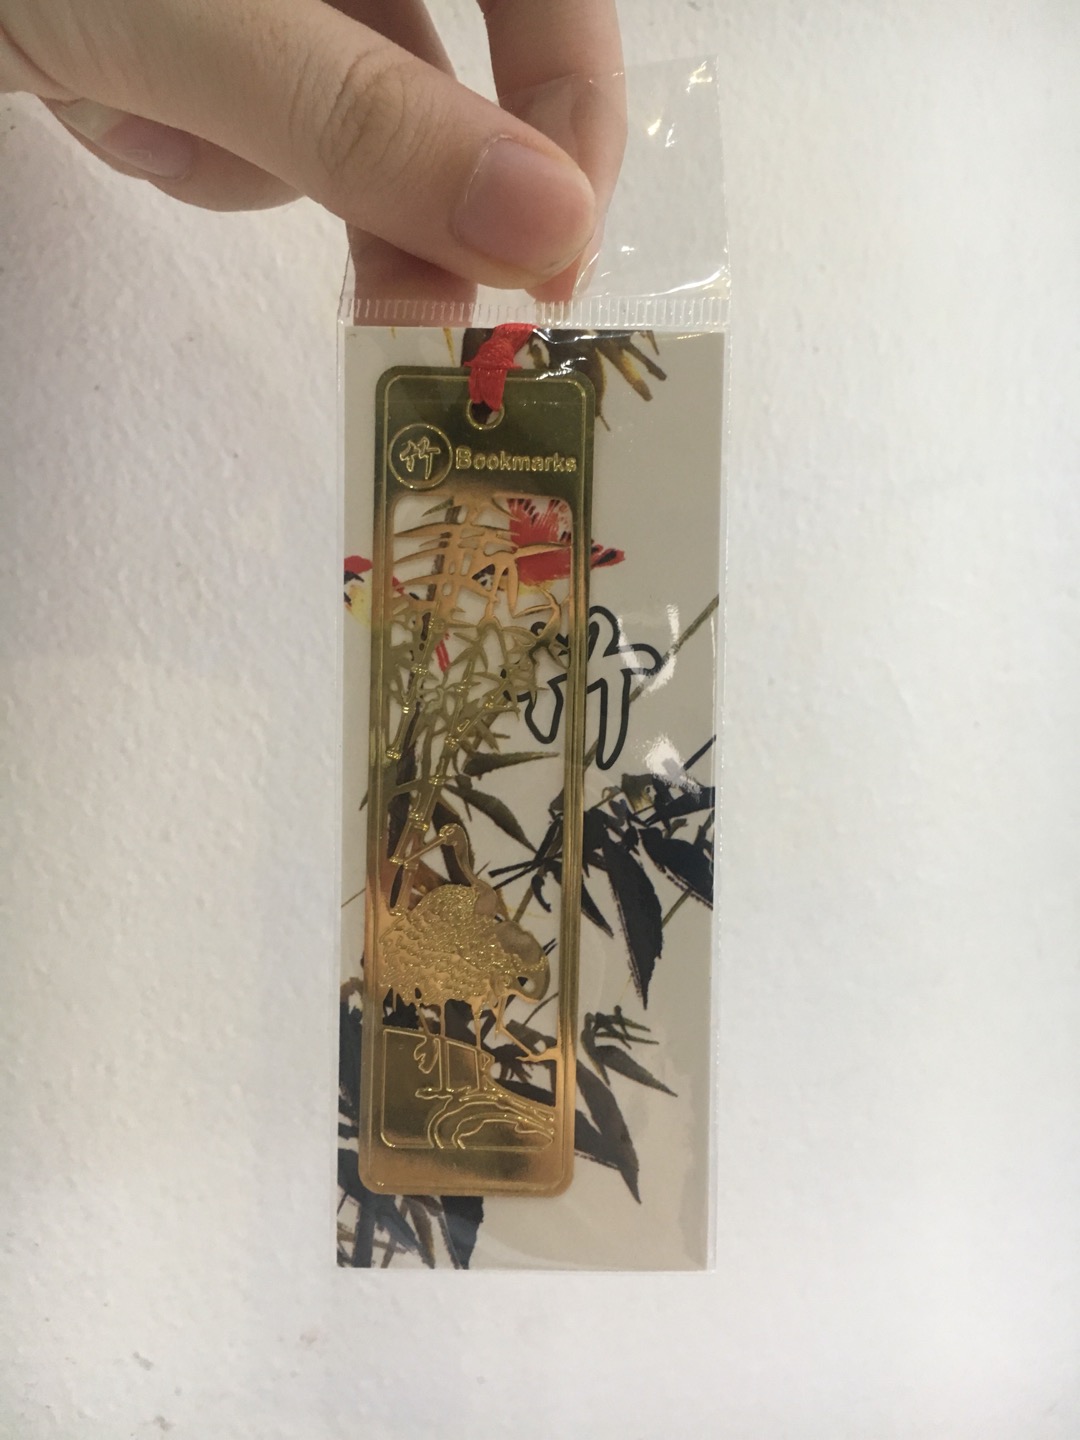 竹 Bookmarks
竹